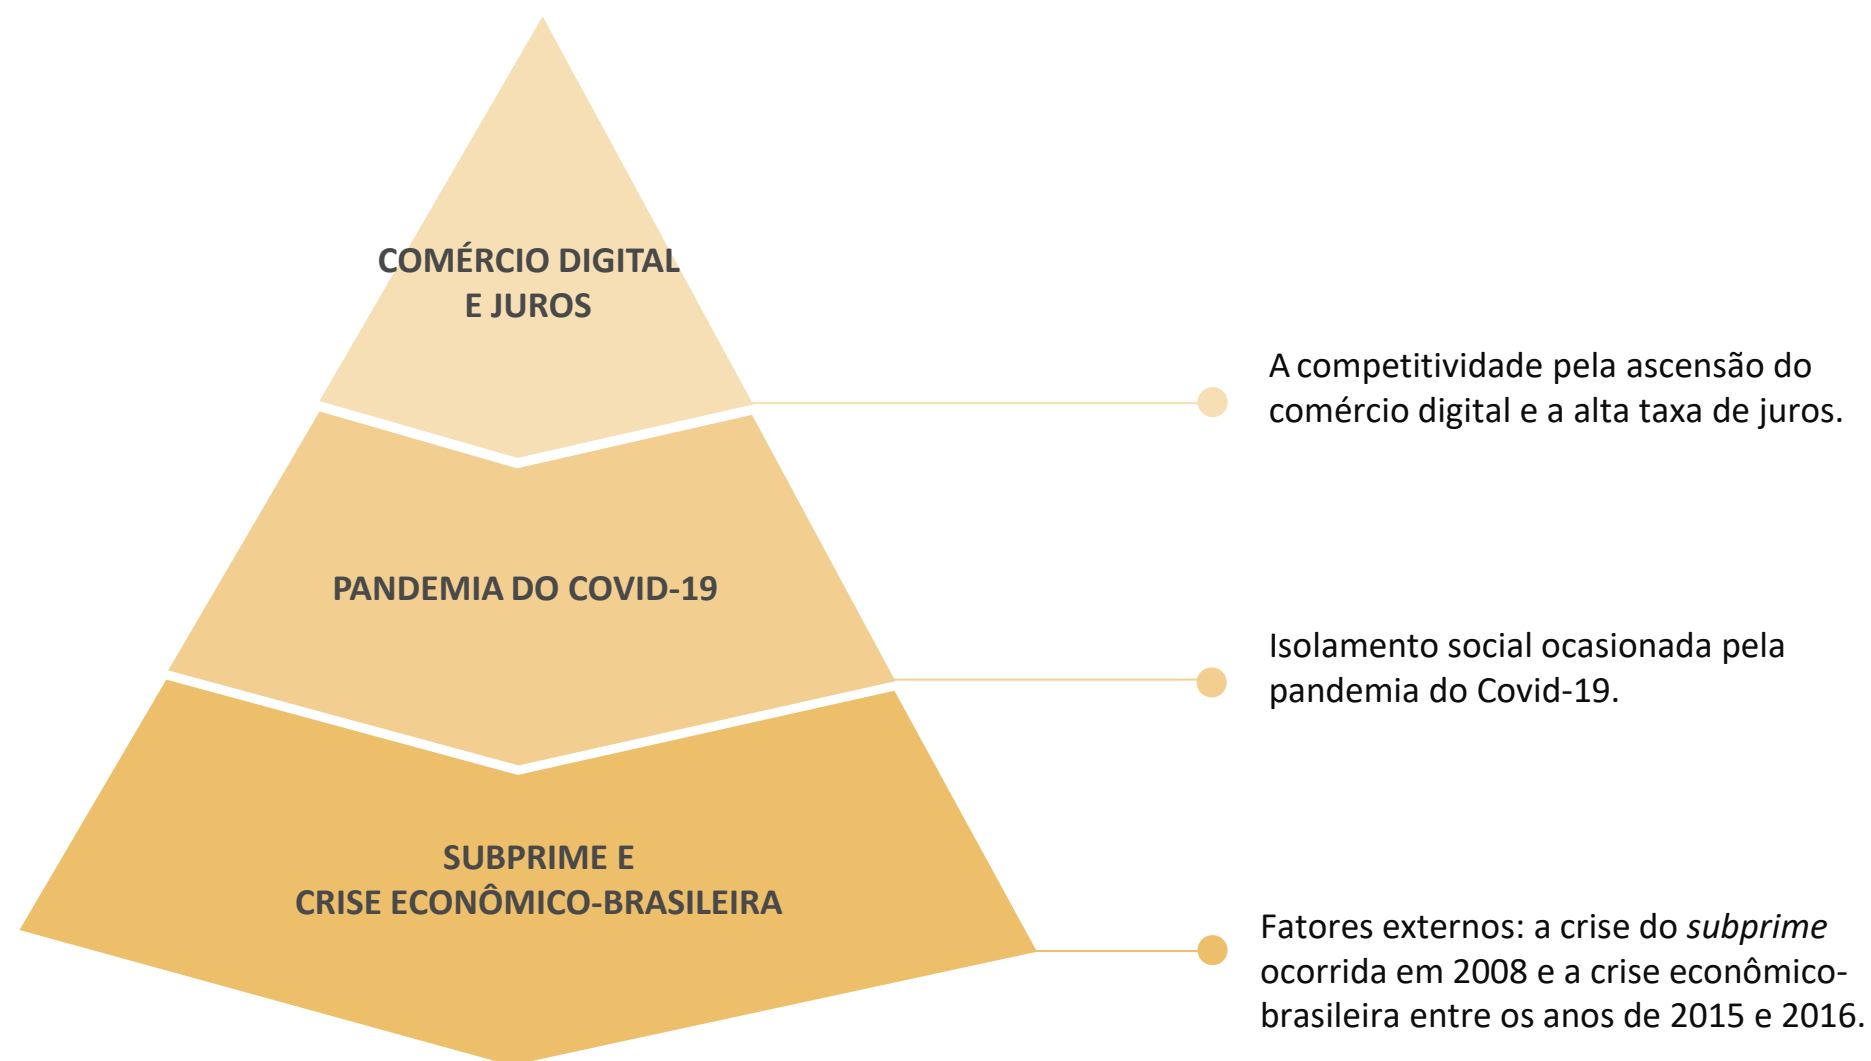 COMÉRCIO DIGITAL
E JUROS
A competitividade pela ascensão do
comércio digital e a alta taxa de juros.
PANDEMIA DO COVID-19
Isolamento social ocasionada pela
pandemia do Covid-19.
SUBPRIME E
CRISE ECONÔMICO-BRASILEIRA
Fatores externos: a crise do subprime
ocorrida em 2008 e a crise econômico-
brasileira entre os anos de 2015 e 2016.